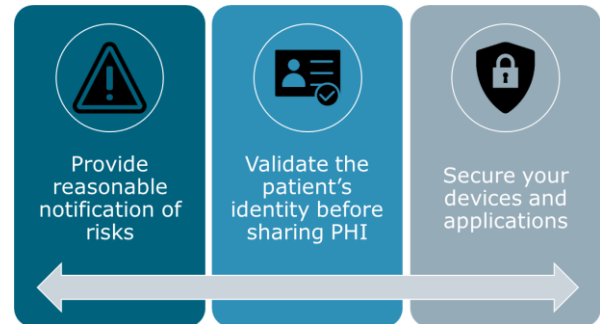 Provide
reasonable
notification of
risks
Validate the
patient's
identity before
sharing PHI
Secure your
devices and
applications